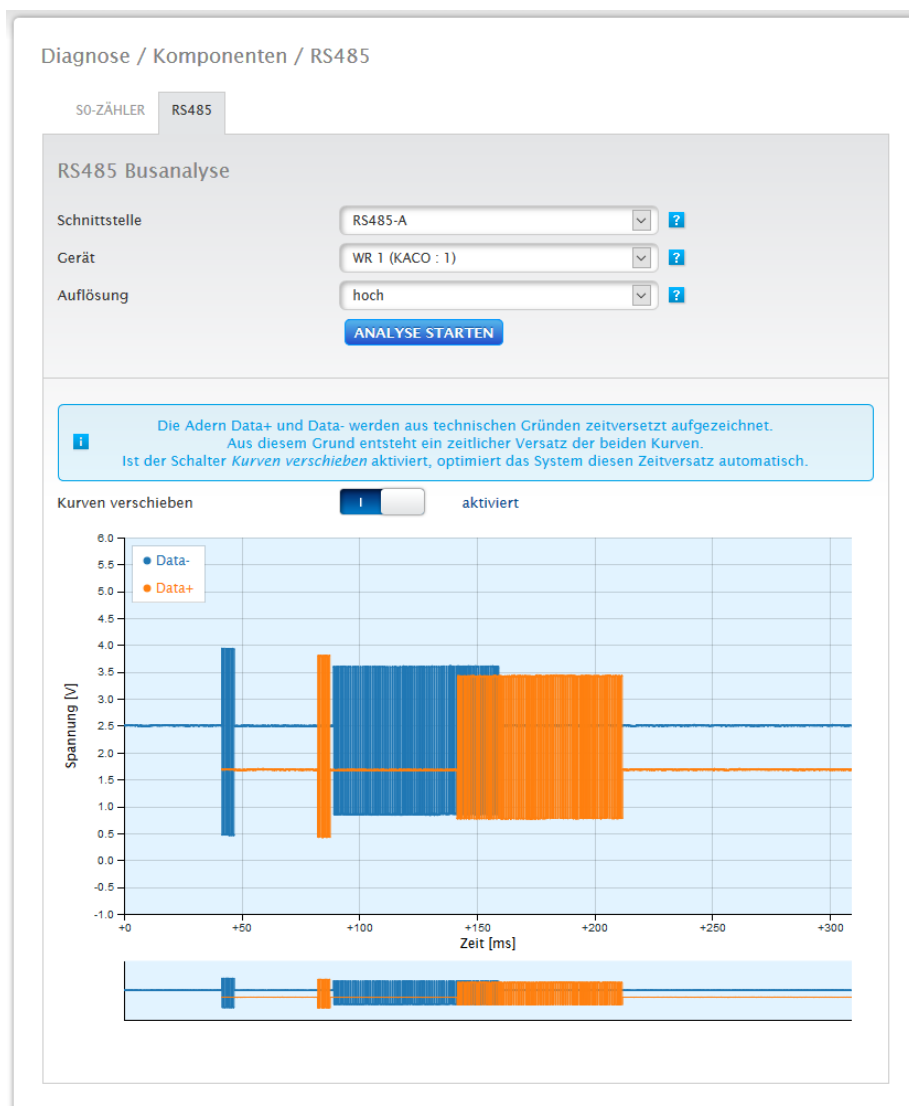 Diagnose / Komponenten / RS485
S0-ZÄHLER RS485
RS485 Busanalyse
Schnittstelle RS485-A ?
Gerät WR 1 (KACO : 1) ?
Auflösung hoch ?
ANALYSE STARTEN
Die Adern Data+ und Data- werden aus technischen Gründen zeitversetzt aufgezeichnet.
i Aus diesem Grund entsteht ein zeitlicher Versatz der beiden Kurven.
Ist der Schalter Kurven verschieben aktiviert, optimiert das System diesen Zeitversatz automatisch.
Kurven verschieben I aktiviert
6.0
5.5
5.0
4.5
4.0
3.5
3.0
2.5
2.0
1.5
1.0
0.5
0.0
-0.5
-1.0
Spannung [V]
Data-
Data+
+0 +50 +100 +150 +200 +250 +300
Zeit [ms]